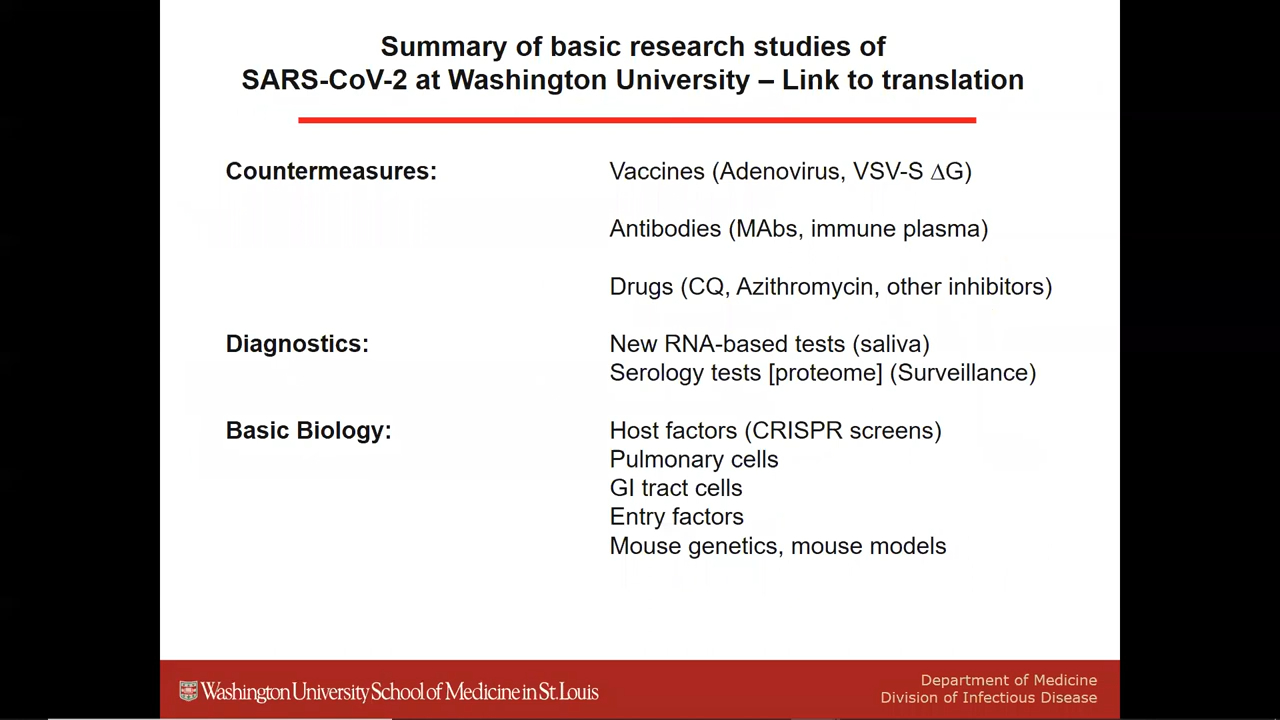 Summary of basic research studies of
SARS-CoV-2 at Washington University – Link to translation
Countermeasures: Vaccines (Adenovirus, VSV-S ΔG)
Antibodies (MAbs, immune plasma)
Drugs (CQ, Azithromycin, other inhibitors)
Diagnostics: New RNA-based tests (saliva)
Serology tests [proteome] (Surveillance)
Basic Biology: Host factors (CRISPR screens)
Pulmonary cells
GI tract cells
Entry factors
Mouse genetics, mouse models
Washington University School of Medicine in St. Louis
Department of Medicine
Division of Infectious Disease